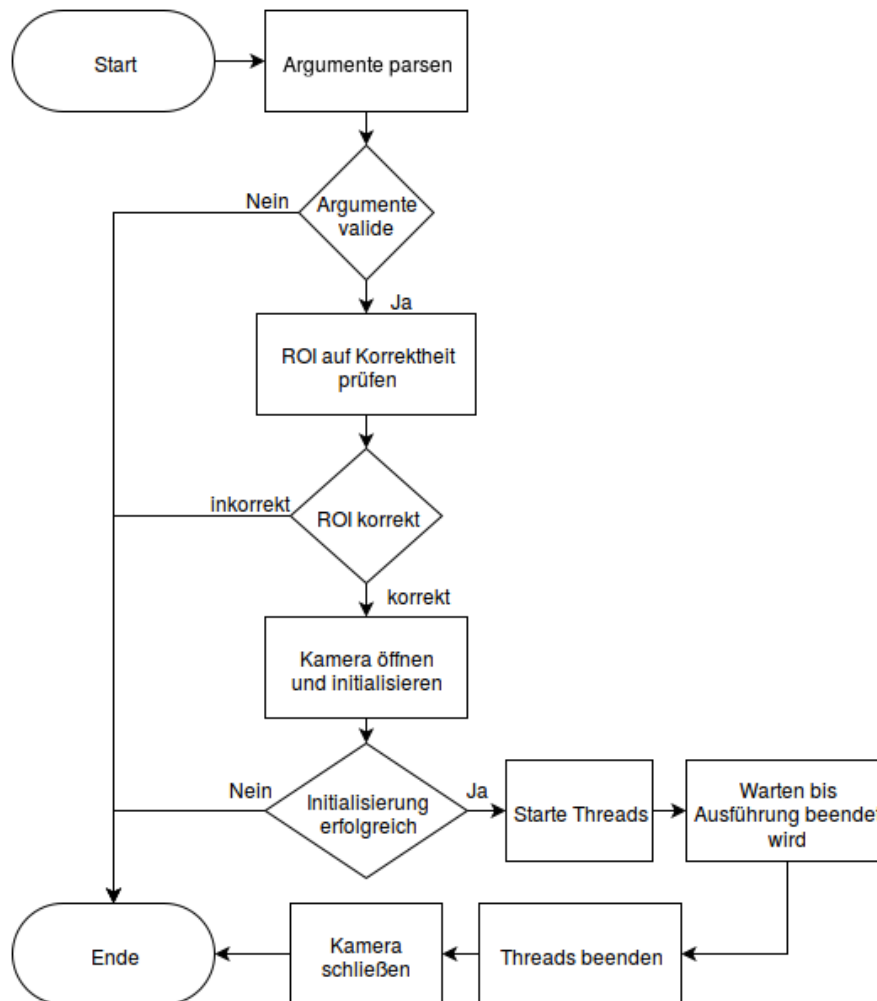 Start
Argumente parsen
Nein
Argumente
valide
Ja
ROI auf Korrektheit
prüfen
inkorrekt
ROI korrekt
korrekt
Kamera öffnen
und initialisieren
Nein
Initialisierung
erfolgreich
Ja
Starte Threads
Warten bis
Ausführung beendet
wird
Ende
Kamera
schließen
Threads beenden